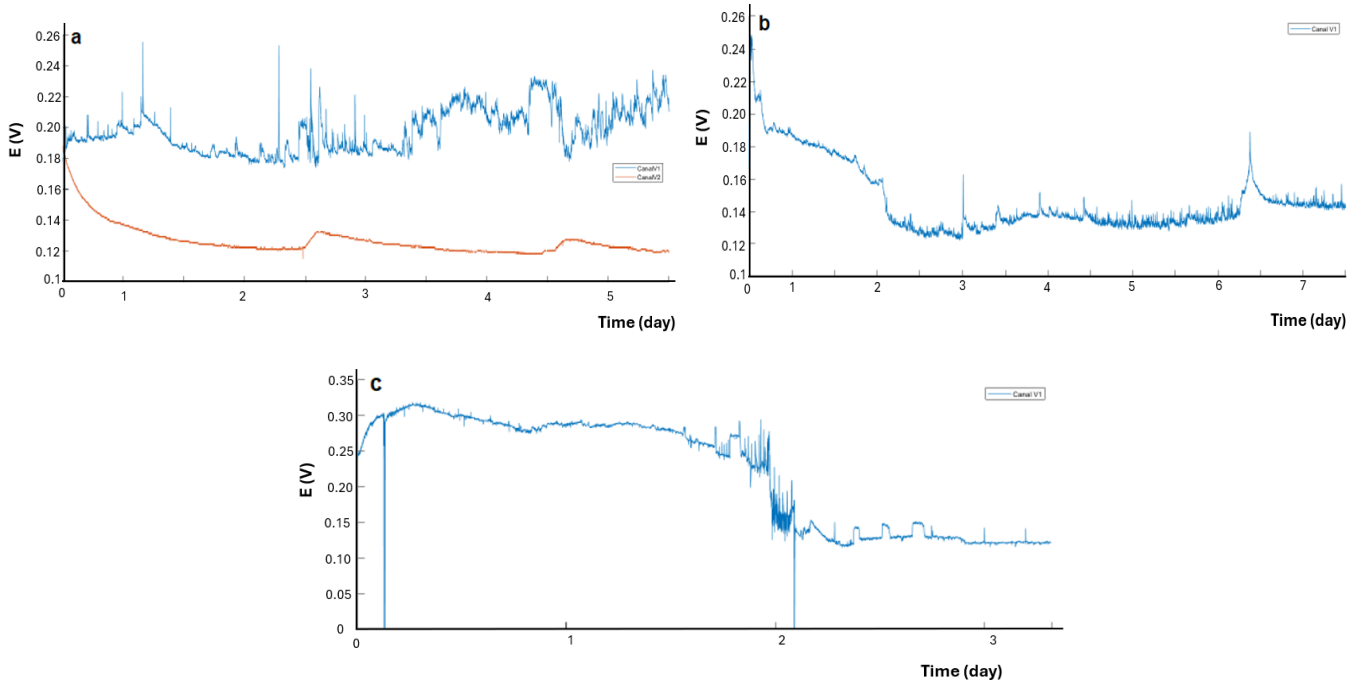 a
0.26
0.24
0.22
0.20
0.18
0.16
0.14
0.12
0.1
E (V)
CanalV1
CanalV2
0 1 2 3 4 5
Time (day)
b
0.26
0.24
0.22
0.20
0.18
0.16
0.14
0.12
0.1
E (V)
Canal V1
0 1 2 3 4 5 6 7
Time (day)
c
0.35
0.30
0.25
0.20
0.15
0.10
0.05
0
E (V)
Canal V1
0 1 2 3
Time (day)